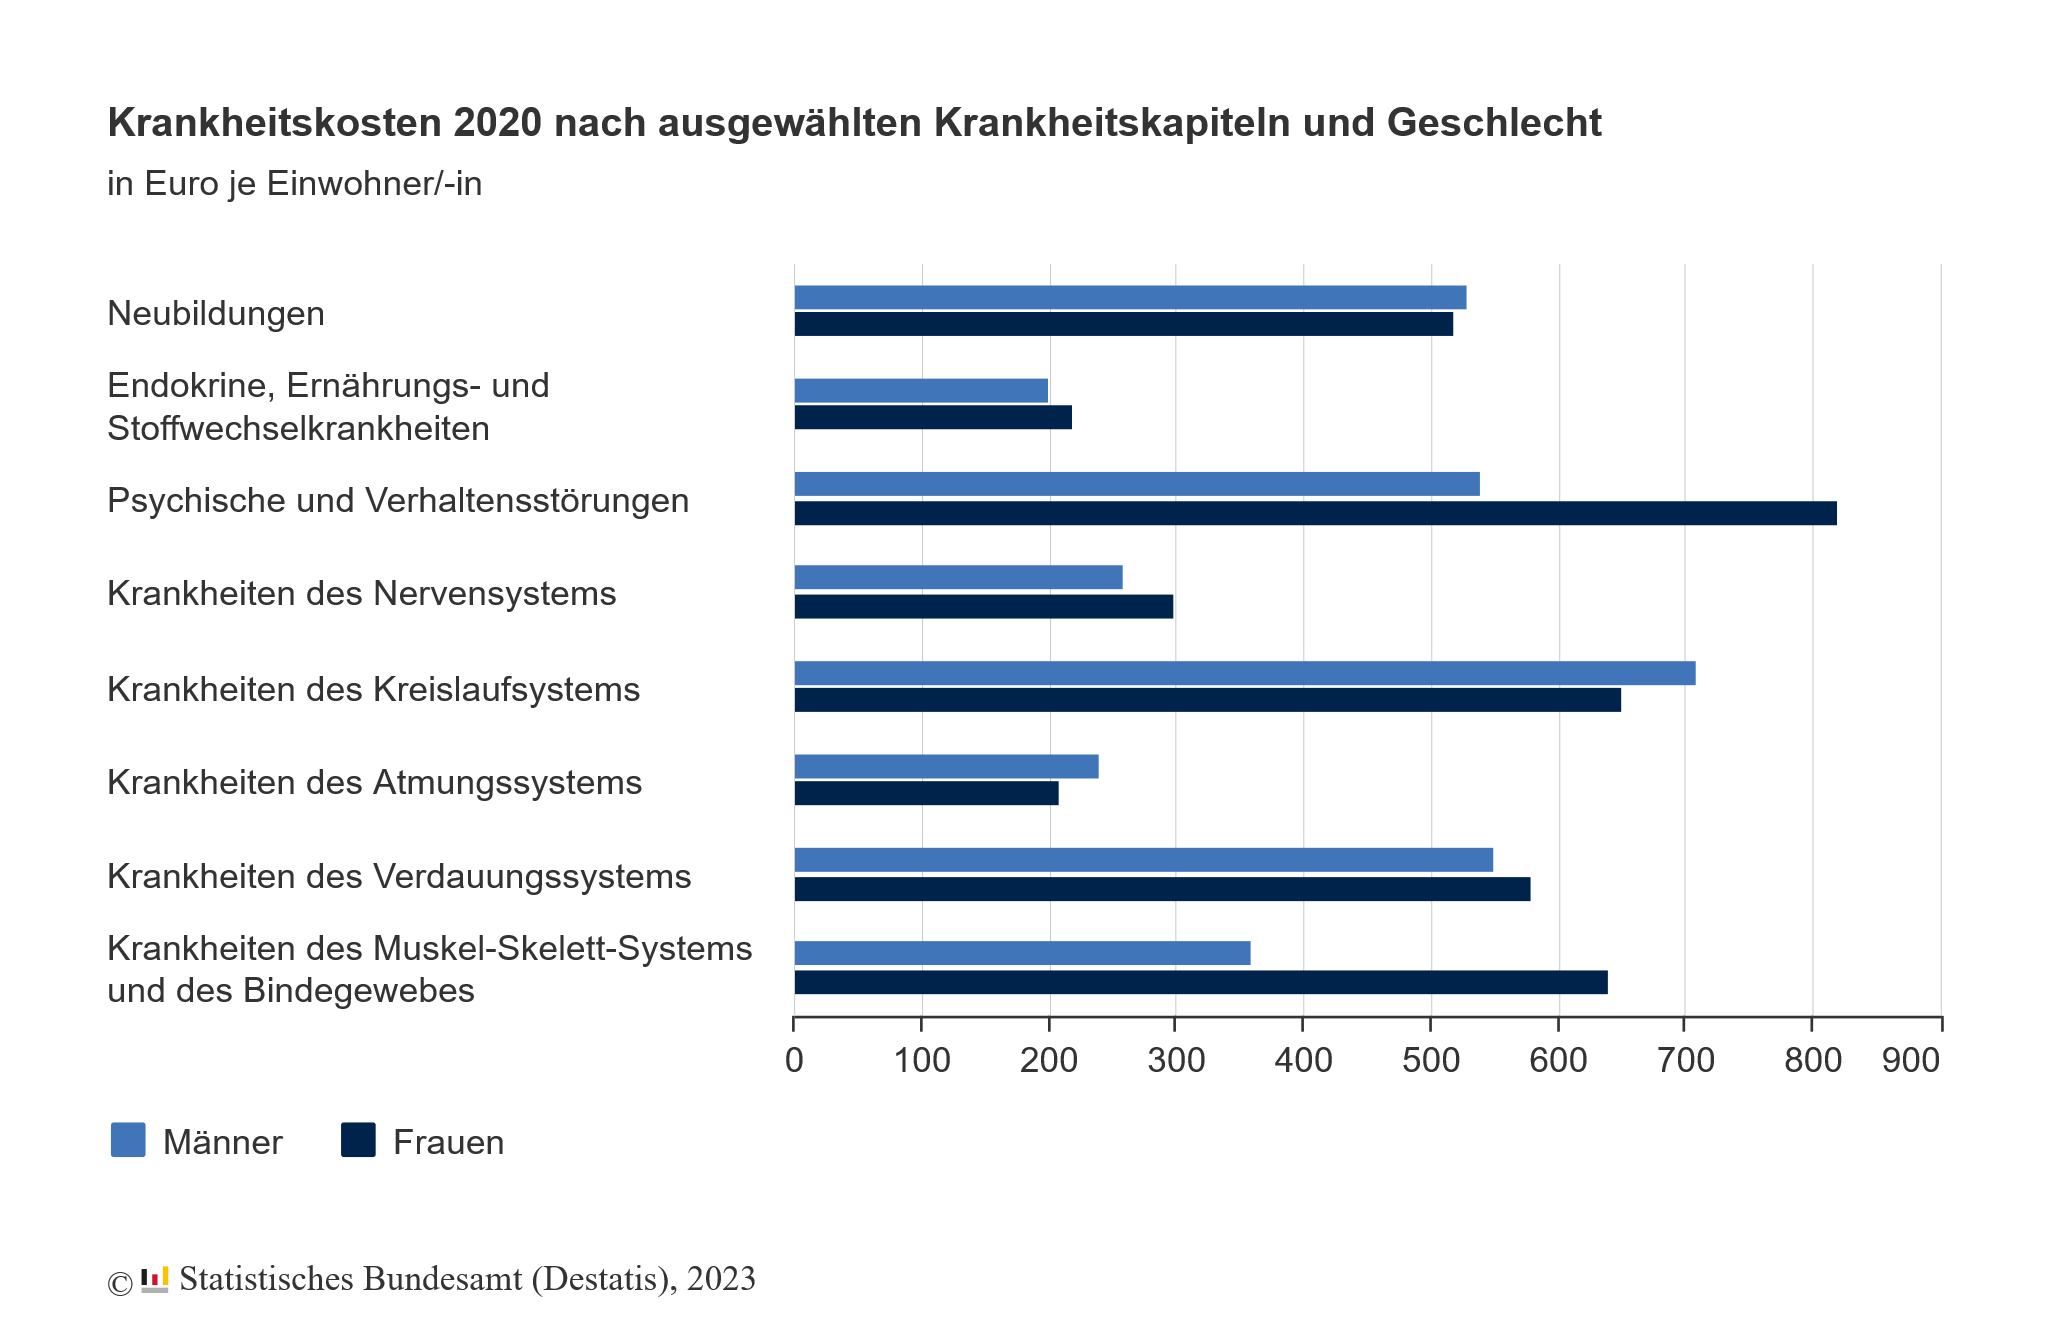 Krankheitskosten 2020 nach ausgewählten Krankheitskapiteln und Geschlecht
in Euro je Einwohner/-in
Neubildungen
Endokrine, Ernährungs- und
Stoffwechselkrankheiten
Psychische und Verhaltensstörungen
Krankheiten des Nervensystems
Krankheiten des Kreislaufsystems
Krankheiten des Atmungssystems
Krankheiten des Verdauungssystems
Krankheiten des Muskel-Skelett-Systems
und des Bindegewebes
0 100 200 300 400 500 600 700 800 900
Männer Frauen
© Statistisches Bundesamt (Destatis), 2023